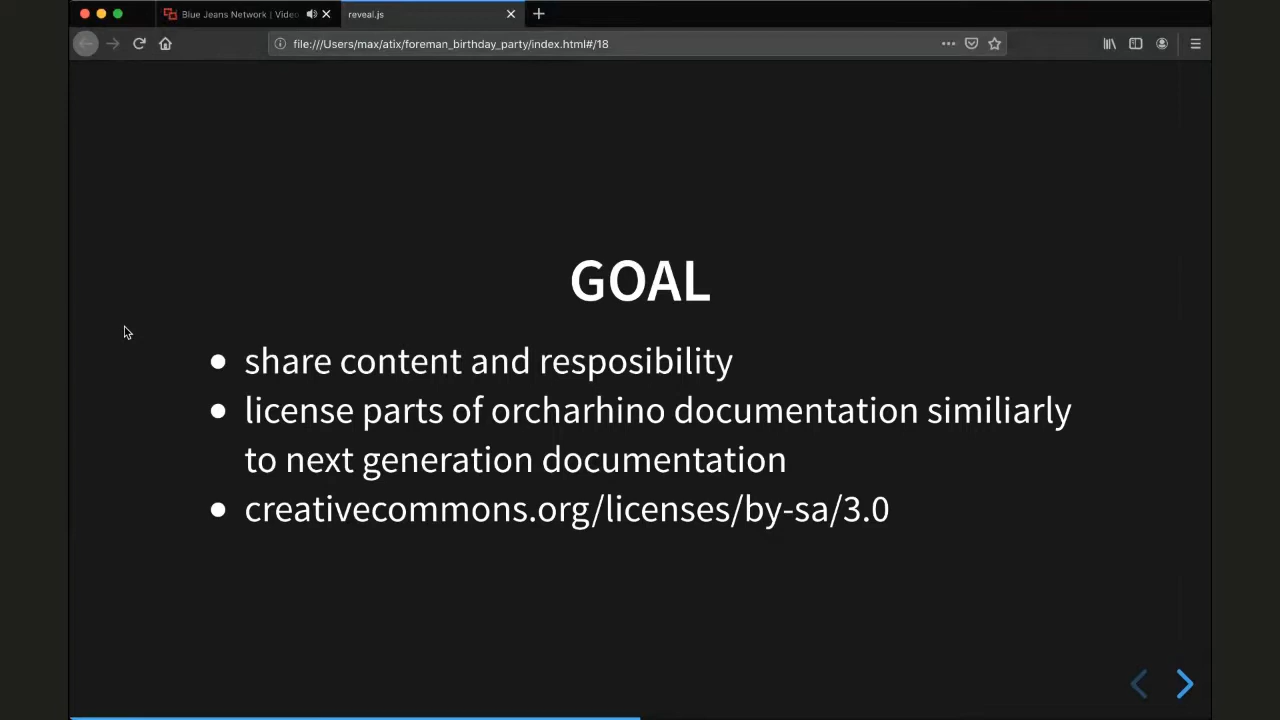 Blue Jeans Network | Video
reveal.js
file:///Users/max/atix/foreman_birthday_party/index.html#/18
GOAL
share content and resposibility
license parts of orcharhino documentation similiarly
to next generation documentation
creativecommons.org/licenses/by-sa/3.0